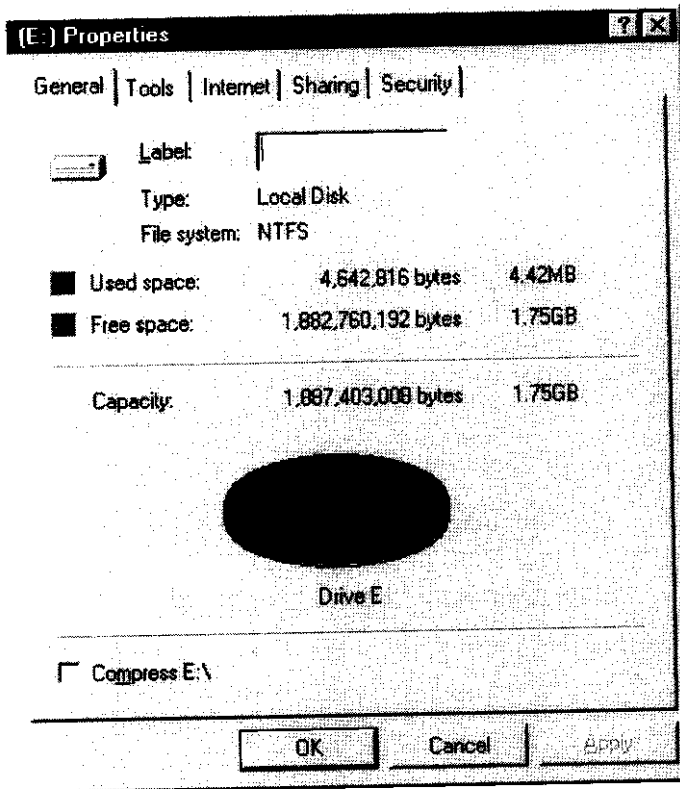 (E:) Properties
General Tools Internet Sharing Security
Label:
Type: Local Disk
File system: NTFS
Used space: 4,642,816 bytes 4.42MB
Free space: 1,882,760,192 bytes 1.75GB
Capacity: 1,887,403,008 bytes 1.75GB
Drive E
Compress E:\
OK Cancel Apply